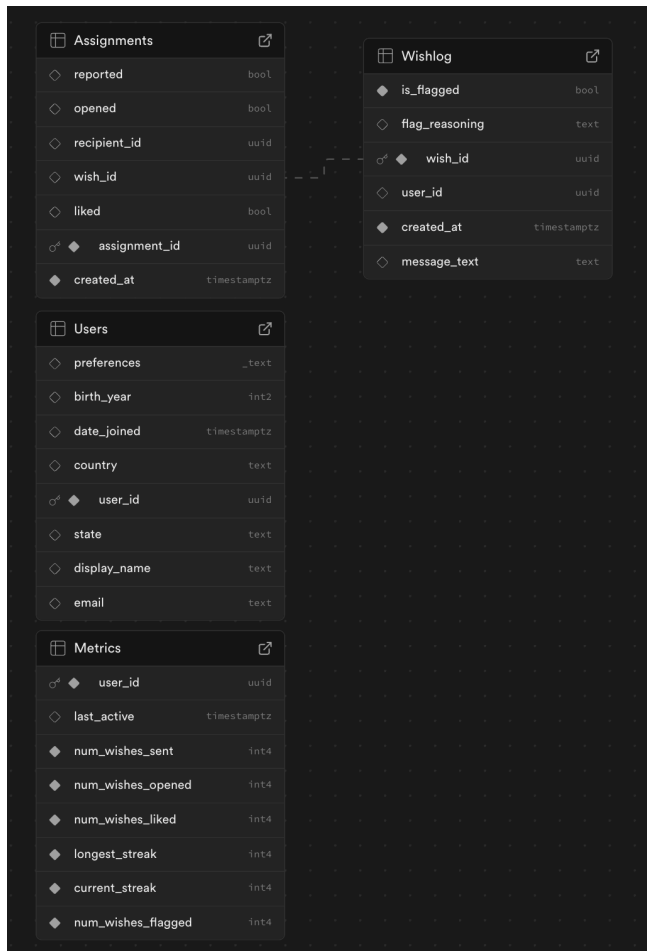 Assignments
reported bool
opened bool
recipient_id uuid
wish_id uuid
liked bool
assignment_id uuid
created_at timestamptz
Wishlog
is_flagged bool
flag_reasoning text
wish_id uuid
user_id uuid
created_at timestamptz
message_text text
Users
preferences _text
birth_year int2
date_joined timestamptz
country text
user_id uuid
state text
display_name text
email text
Metrics
user_id uuid
last_active timestamptz
num_wishes_sent int4
num_wishes_opened int4
num_wishes_liked int4
longest_streak int4
current_streak int4
num_wishes_flagged int4